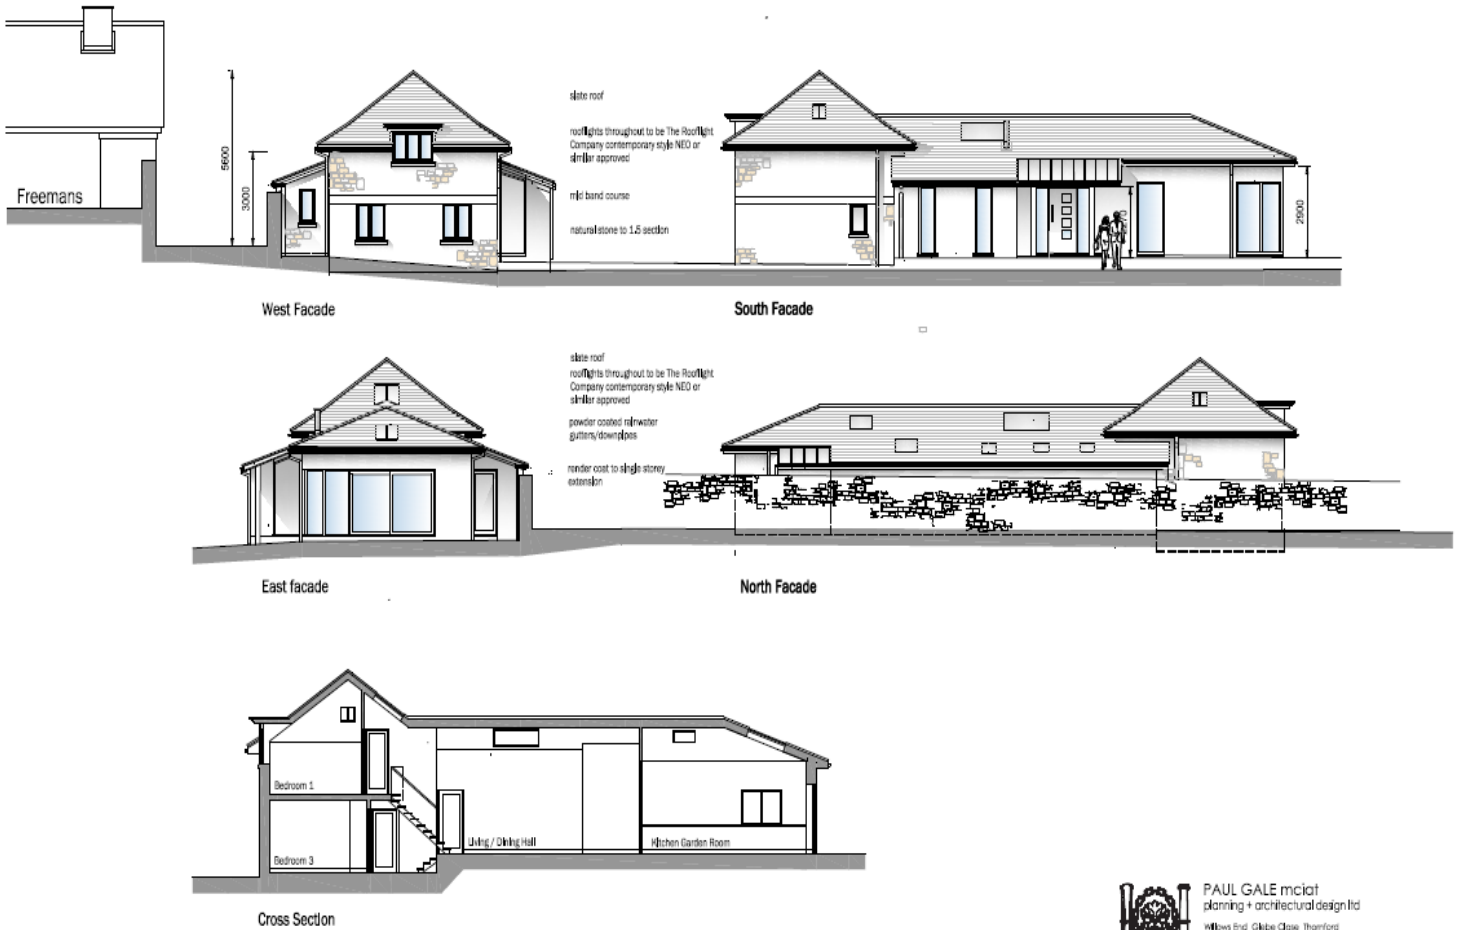 Freemans
5600
3000
slate roof
rooflights throughout to be The Rooflight
Company contemporary style NEO or
similar approved
mid band course
natural stone to 1.5 section
2900
West Facade
South Facade
slate roof
rooflights throughout to be The Rooflight
Company contemporary style NEO or
similar approved
powder coated rainwater
gutters/downpipes
render coat to single storey
extension
East facade
North Facade
Bedroom 1
Bedroom 3
Living / Dining Hall
Kitchen Garden Room
Cross Section
PAUL GALE mciat
planning + architectural design ltd
Willows End Glebe Close Thornford